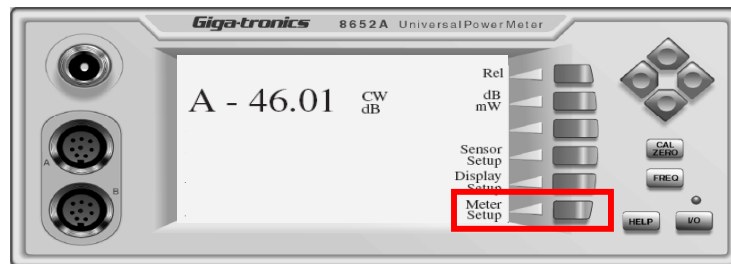 Giga-tronics 8652A Universal Power Meter
Rel
A - 46.01 CW dB
dB
mW
Sensor
Setup
Display
Setup
Meter
Setup
A
B
CAL
ZERO
FREQ
HELP
I/O